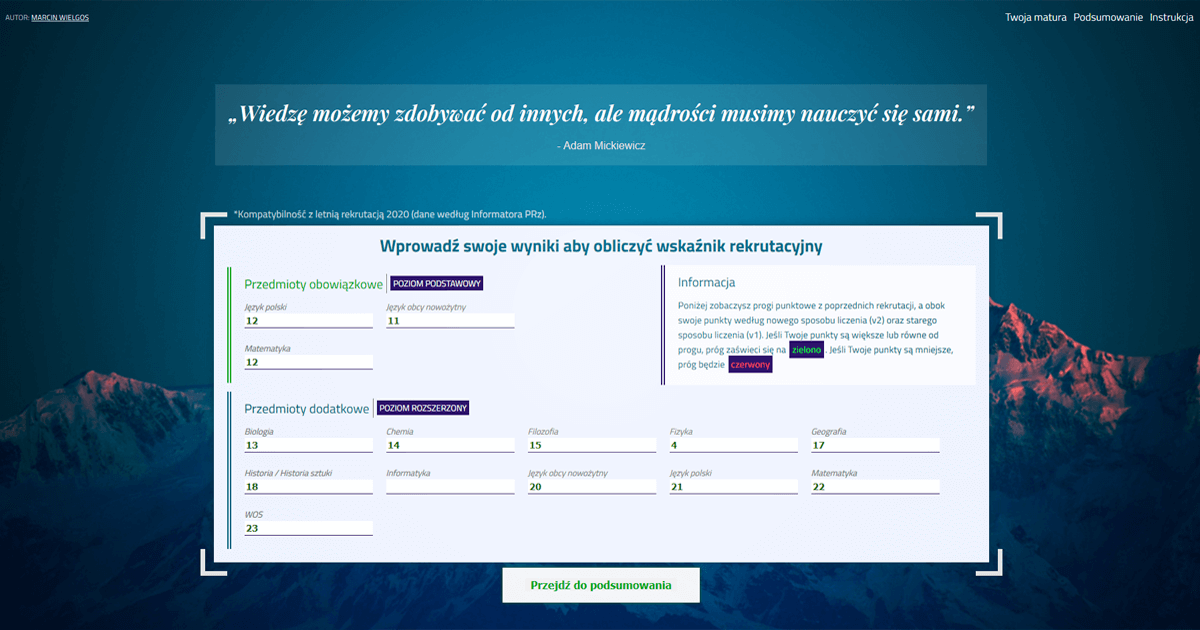 AUTOR: MARCIN WIELGOS
Twoja matura Podsumowanie Instrukcja
„Wiedzę możemy zdobywać od innych, ale mądrości musimy nauczyć się sami.”
- Adam Mickiewicz
*Kompatybilność z letnią rekrutacją 2020 (dane według Informatora PRz).
Wprowadź swoje wyniki aby obliczyć wskaźnik rekrutacyjny
Przedmioty obowiązkowe POZIOM PODSTAWOWY
Język polski
12
Język obcy nowożytny
11
Matematyka
12
Informacja
Poniżej zobaczysz progi punktowe z poprzednich rekrutacji, a obok
swoje punkty według nowego sposobu liczenia (v2) oraz starego
sposobu liczenia (v1). Jeśli Twoje punkty są większe lub równe od
progu, próg zaświeci się na zielono . Jeśli Twoje punkty są mniejsze,
próg będzie czerwony
Przedmioty dodatkowe POZIOM ROZSZERZONY
Biologia
13
Chemia
14
Filozofia
15
Fizyka
4
Geografia
17
Historia / Historia sztuki
18
Informatyka
Język obcy nowożytny
20
Język polski
21
Matematyka
22
WOS
23
Przejdź do podsumowania